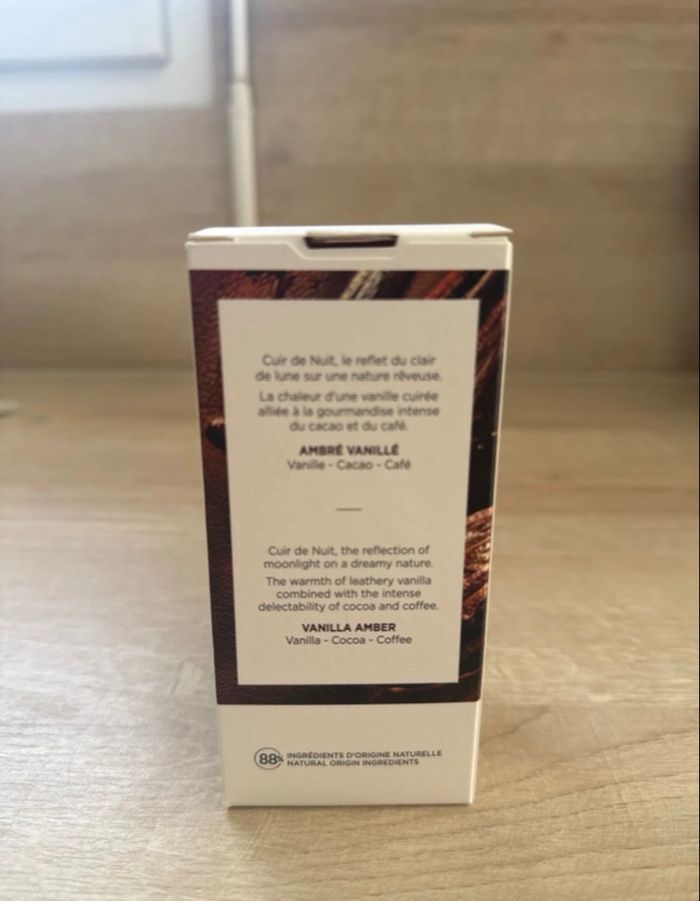 Cuir de Nuit, le reflet du clair
de lune sur une nature rêveuse.
La chaleur d'une vanille cuirée
alliée à la gourmandise intense
du cacao et du café.
AMBRÉ VANILLÉ
Vanille - Cacao - Café
Cuir de Nuit, the reflection of
moonlight on a dreamy nature.
The warmth of leathery vanilla
combined with the intense
delectability of cocoa and coffee.
VANILLA AMBER
Vanilla - Cocoa - Coffee
88% INGRÉDIENTS D'ORIGINE NATURELLE
NATURAL ORIGIN INGREDIENTS